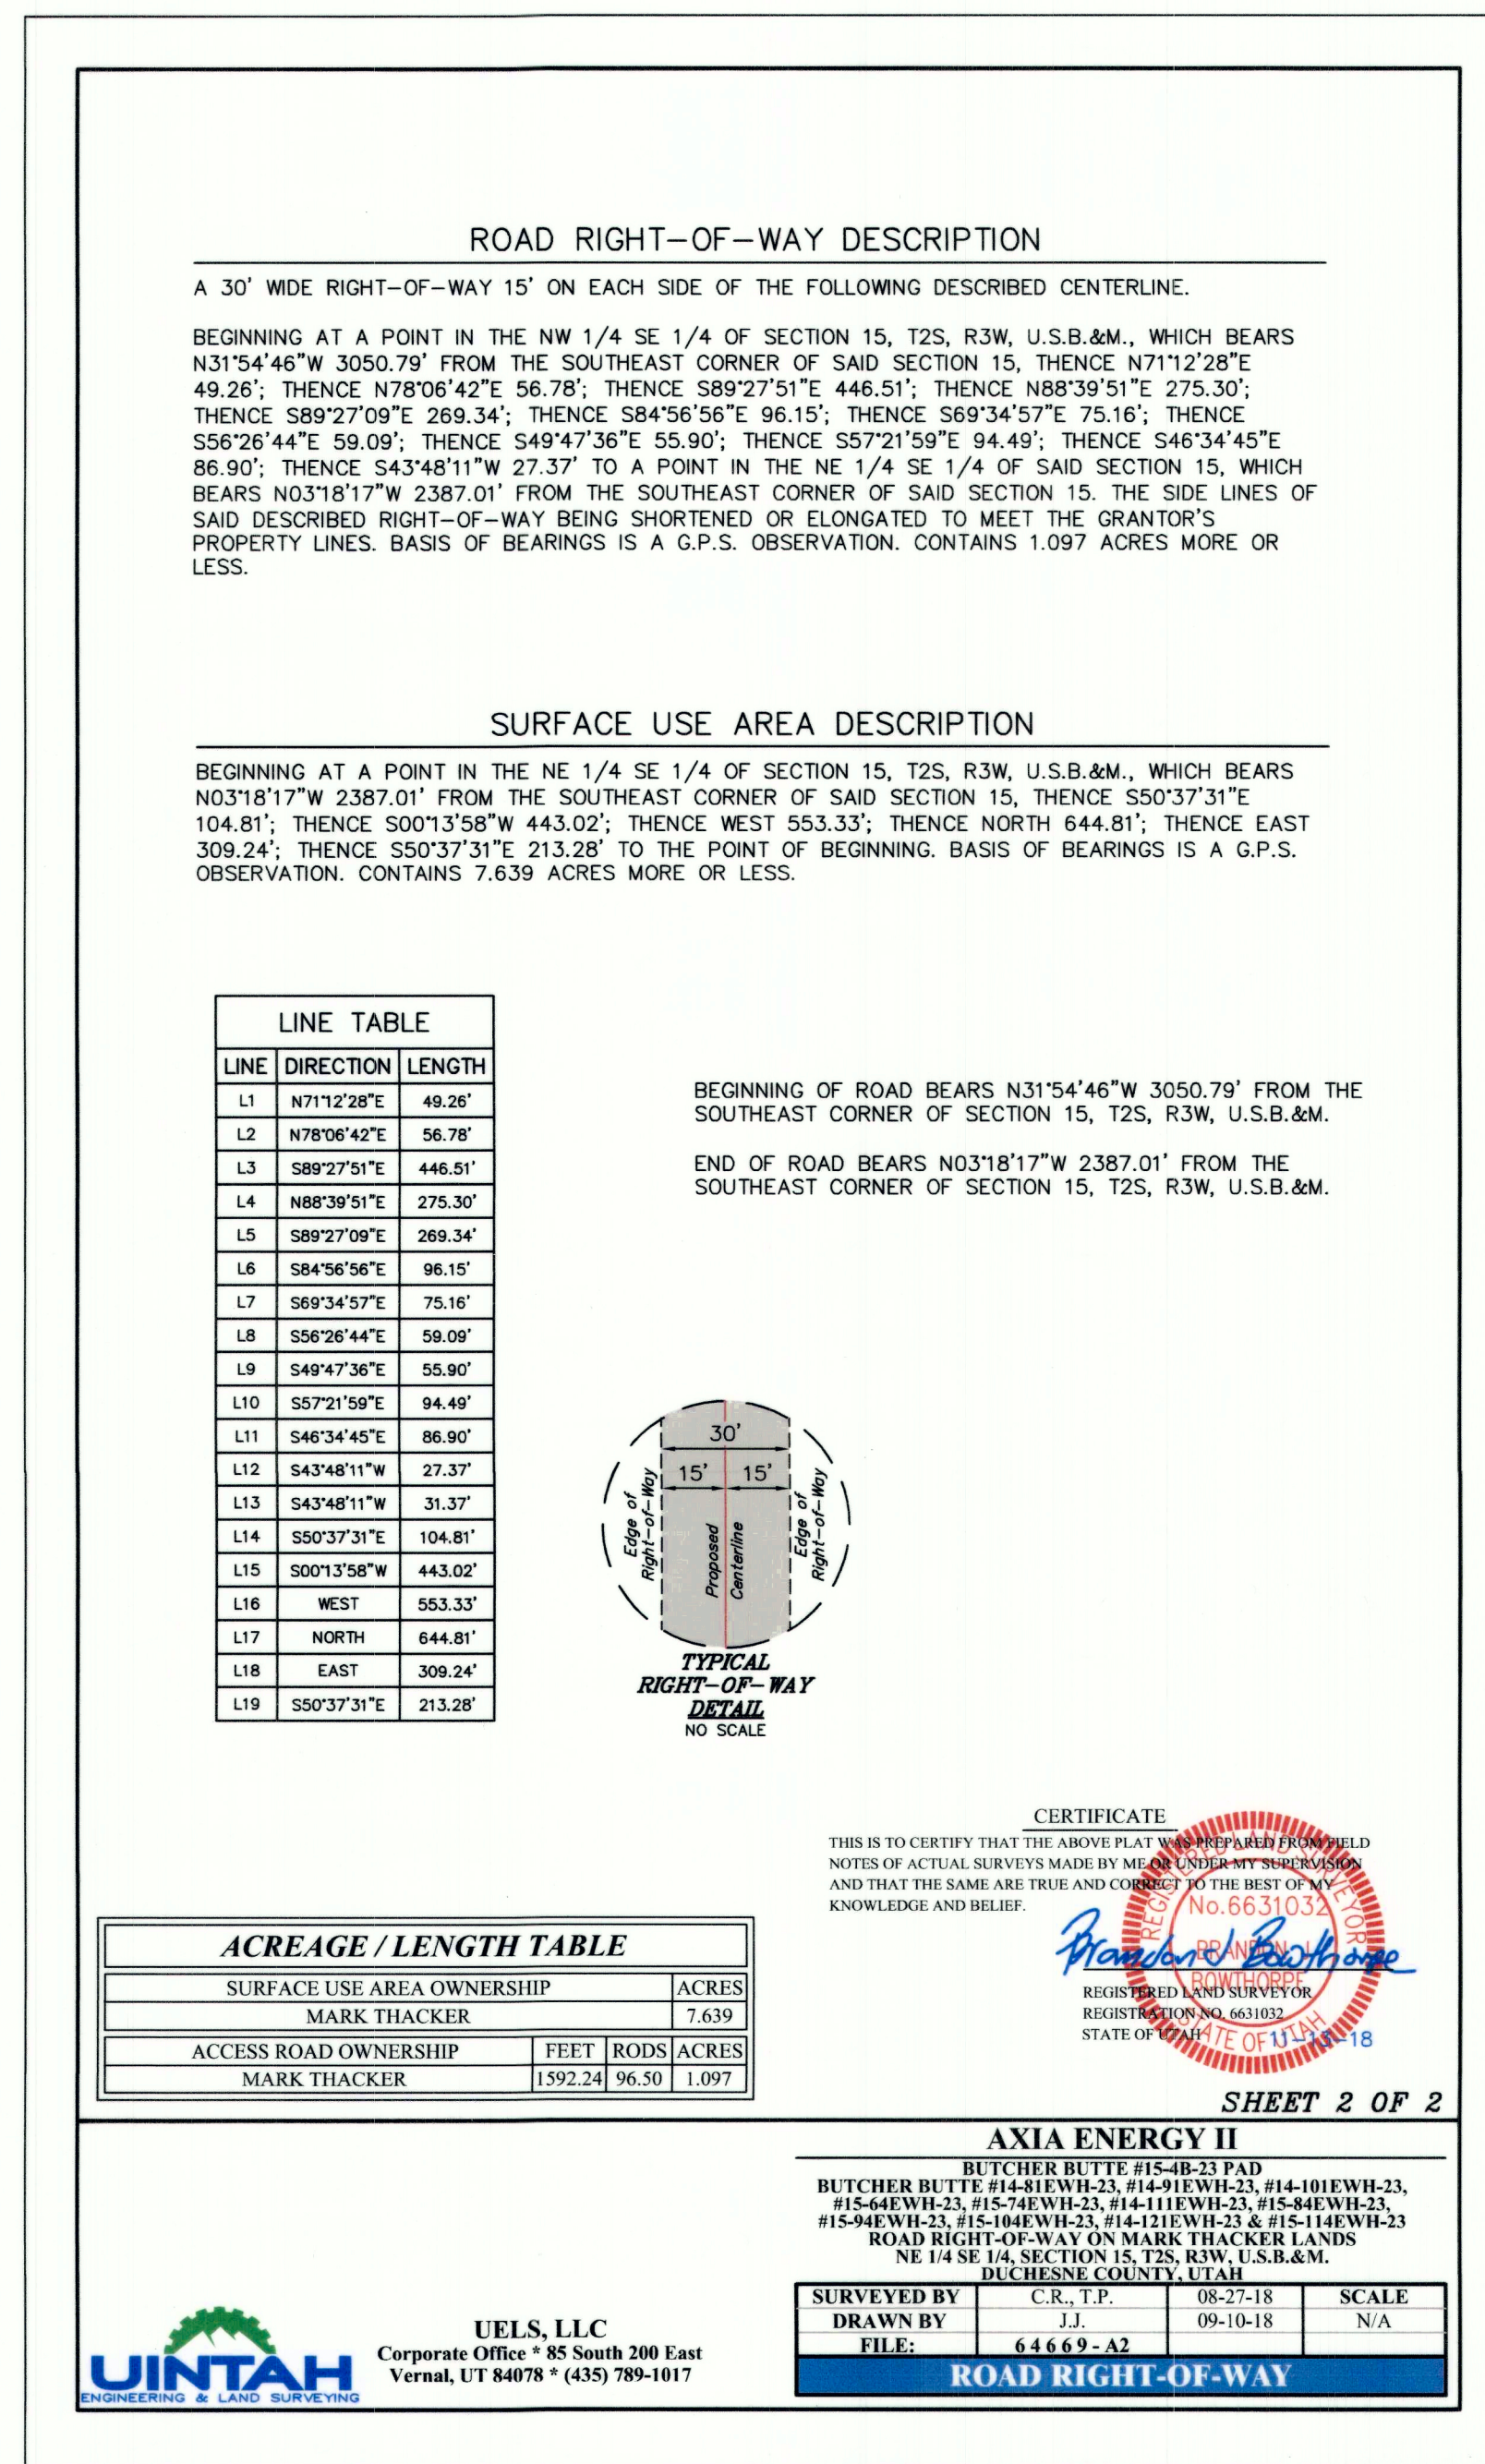 ROAD RIGHT-OF-WAY DESCRIPTION
A 30' WIDE RIGHT-OF-WAY 15' ON EACH SIDE OF THE FOLLOWING DESCRIBED CENTERLINE.
BEGINNING AT A POINT IN THE NW 1/4 SE 1/4 OF SECTION 15, T2S, R3W, U.S.B.&M., WHICH BEARS
N31°54'46"W 3050.79' FROM THE SOUTHEAST CORNER OF SAID SECTION 15, THENCE N71°12'28"E
49.26'; THENCE N78°06'42"E 56.78'; THENCE S89°27'51"E 446.51'; THENCE N88°39'51"E 275.30';
THENCE S89°27'09"E 269.34'; THENCE S84°56'56"E 96.15'; THENCE S69°34'57"E 75.16'; THENCE
S56°26'44"E 59.09'; THENCE S49°47'36"E 55.90'; THENCE S57°21'59"E 94.49'; THENCE S46°34'45"E
86.90'; THENCE S43°48'11"W 27.37' TO A POINT IN THE NE 1/4 SE 1/4 OF SAID SECTION 15, WHICH
BEARS N03°18'17"W 2387.01' FROM THE SOUTHEAST CORNER OF SAID SECTION 15. THE SIDE LINES OF
SAID DESCRIBED RIGHT-OF-WAY BEING SHORTENED OR ELONGATED TO MEET THE GRANTOR'S
PROPERTY LINES. BASIS OF BEARINGS IS A G.P.S. OBSERVATION. CONTAINS 1.097 ACRES MORE OR
LESS.
SURFACE USE AREA DESCRIPTION
BEGINNING AT A POINT IN THE NE 1/4 SE 1/4 OF SECTION 15, T2S, R3W, U.S.B.&M., WHICH BEARS
N03°18'17"W 2387.01' FROM THE SOUTHEAST CORNER OF SAID SECTION 15, THENCE S50°37'31"E
104.81'; THENCE S00°13'58"W 443.02'; THENCE WEST 553.33'; THENCE NORTH 644.81'; THENCE EAST
309.24'; THENCE S50°37'31"E 213.28' TO THE POINT OF BEGINNING. BASIS OF BEARINGS IS A G.P.S.
OBSERVATION. CONTAINS 7.639 ACRES MORE OR LESS.
LINE TABLE
LINE DIRECTION LENGTH
L1 N71°12'28"E 49.26'
L2 N78°06'42"E 56.78'
L3 S89°27'51"E 446.51'
L4 N88°39'51"E 275.30'
L5 S89°27'09"E 269.34'
L6 S84°56'56"E 96.15'
L7 S69°34'57"E 75.16'
L8 S56°26'44"E 59.09'
L9 S49°47'36"E 55.90'
L10 S57°21'59"E 94.49'
L11 S46°34'45"E 86.90'
L12 S43°48'11"W 27.37'
L13 S43°48'11"W 31.37'
L14 S50°37'31"E 104.81'
L15 S00°13'58"W 443.02'
L16 WEST 553.33'
L17 NORTH 644.81'
L18 EAST 309.24'
L19 S50°37'31"E 213.28'
BEGINNING OF ROAD BEARS N31°54'46"W 3050.79' FROM THE
SOUTHEAST CORNER OF SECTION 15, T2S, R3W, U.S.B.&M.
END OF ROAD BEARS N03°18'17"W 2387.01' FROM THE
SOUTHEAST CORNER OF SECTION 15, T2S, R3W, U.S.B.&M.
30'
15' 15'
Edge of
Right-of-Way
Proposed
Centerline
Edge of
Right-of-Way
TYPICAL
RIGHT-OF-WAY
DETAIL
NO SCALE
CERTIFICATE
THIS IS TO CERTIFY THAT THE ABOVE PLAT WAS PREPARED FROM FIELD
NOTES OF ACTUAL SURVEYS MADE BY ME OR UNDER MY SUPERVISION
AND THAT THE SAME ARE TRUE AND CORRECT TO THE BEST OF MY
KNOWLEDGE AND BELIEF.
REGISTERED LAND SURVEYOR
No.6631032
BRANDON J.
BOWTHORPE
STATE OF UTAH
Brandon J Bowthorpe
REGISTERED LAND SURVEYOR
REGISTRATION NO. 6631032
STATE OF UTAH
11-13-18
ACREAGE / LENGTH TABLE
SURFACE USE AREA OWNERSHIP ACRES
MARK THACKER 7.639
ACCESS ROAD OWNERSHIP FEET RODS ACRES
MARK THACKER 1592.24 96.50 1.097
SHEET 2 OF 2
AXIA ENERGY II
BUTCHER BUTTE #15-4B-23 PAD
BUTCHER BUTTE #14-81EWH-23, #14-91EWH-23, #14-101EWH-23,
#15-64EWH-23, #15-74EWH-23, #14-111EWH-23, #15-84EWH-23,
#15-94EWH-23, #15-104EWH-23, #14-121EWH-23 & #15-114EWH-23
ROAD RIGHT-OF-WAY ON MARK THACKER LANDS
NE 1/4 SE 1/4, SECTION 15, T2S, R3W, U.S.B.&M.
DUCHESNE COUNTY, UTAH
SURVEYED BY C.R., T.P. 08-27-18 SCALE
DRAWN BY J.J. 09-10-18 N/A
FILE: 64669-A2
ROAD RIGHT-OF-WAY
UINTAH
ENGINEERING & LAND SURVEYING
UELS, LLC
Corporate Office * 85 South 200 East
Vernal, UT 84078 * (435) 789-1017